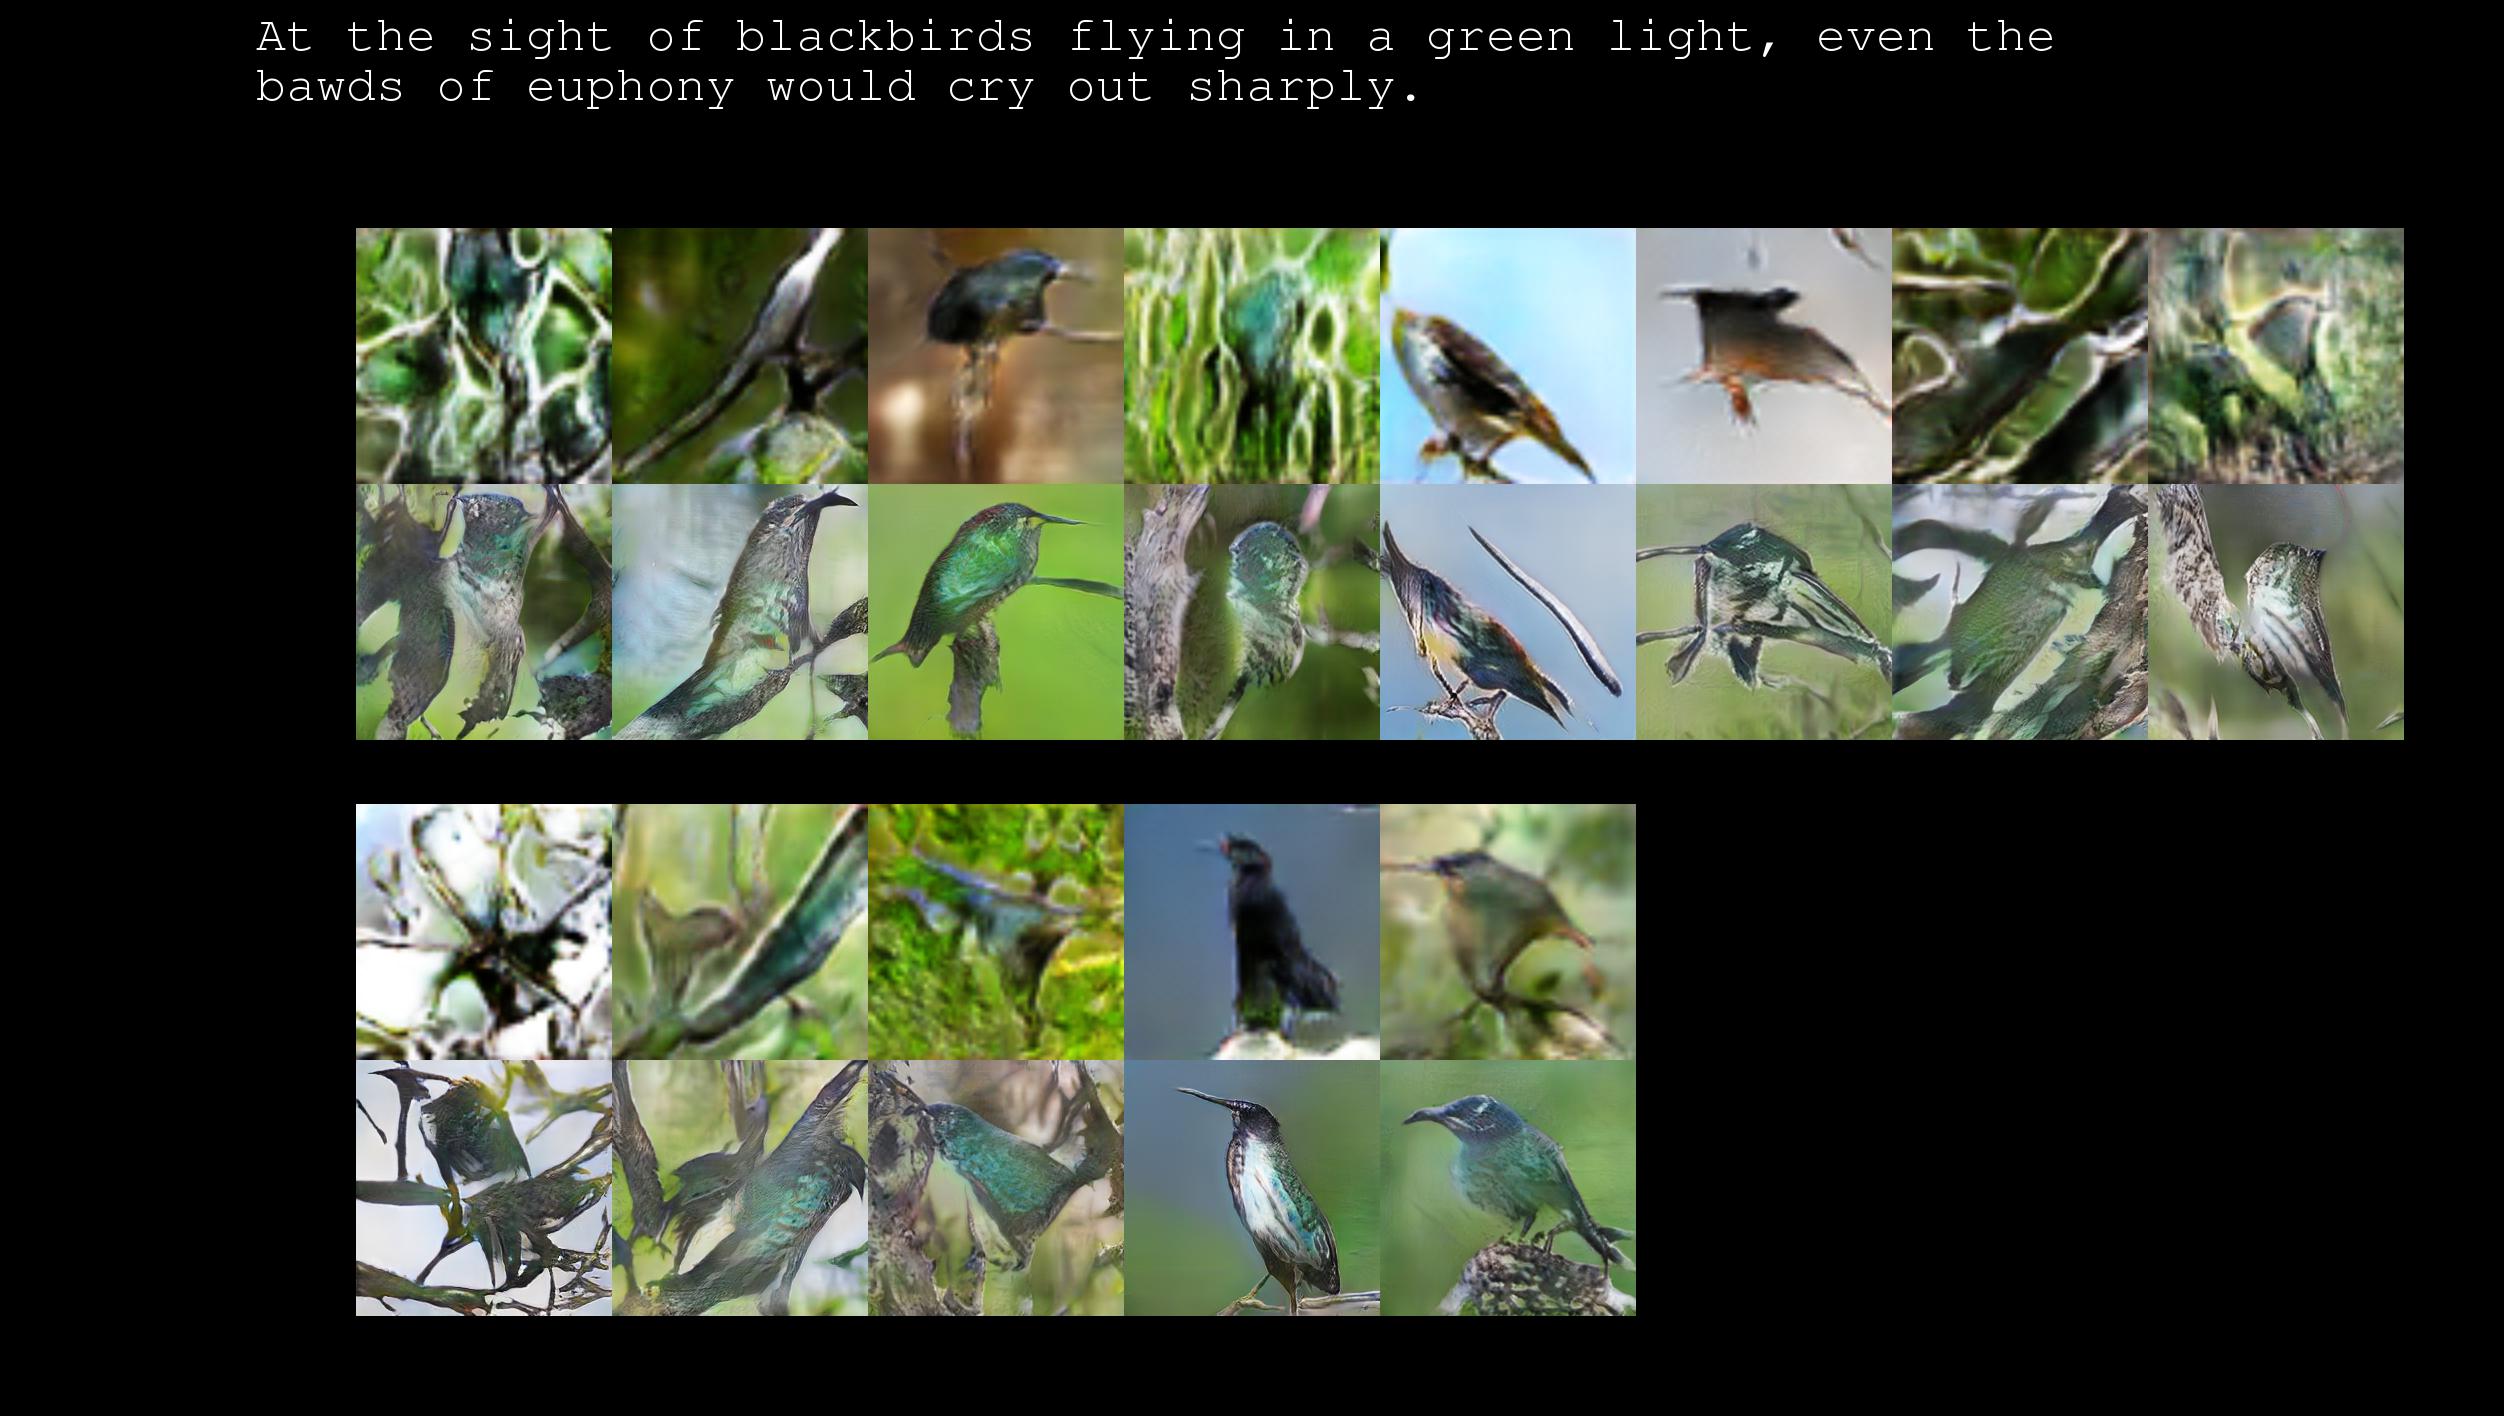 At the sight of blackbirds flying in a green light, even the
bawds of euphony would cry out sharply.